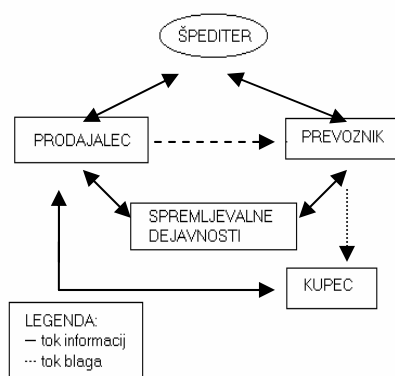 ŠPEDITER
PRODAJALEC
PREVOZNIK
SPREMLJEVALNE
DEJAVNOSTI
KUPEC
LEGENDA:
– tok informacij
... tok blaga